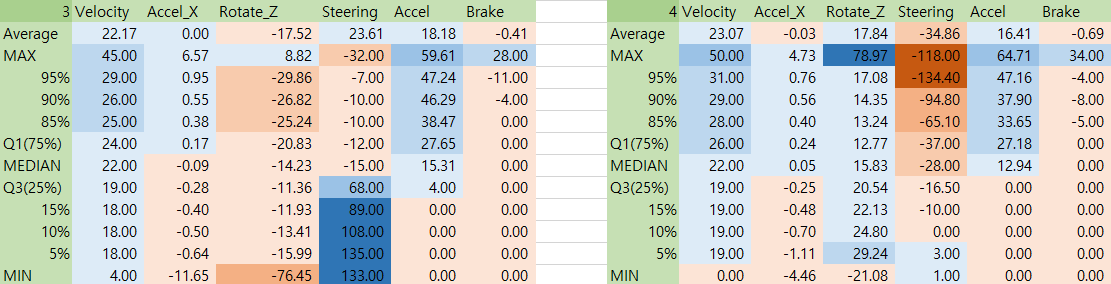 3 Velocity Accel_X Rotate_Z Steering Accel Brake
Average 22.17 0.00 -17.52 23.61 18.18 -0.41
MAX 45.00 6.57 8.82 -32.00 59.61 28.00
95% 29.00 0.95 -29.86 -7.00 47.24 -11.00
90% 26.00 0.55 -26.82 -10.00 46.29 -4.00
85% 25.00 0.38 -25.24 -10.00 38.47 0.00
Q1(75%) 24.00 0.17 -20.83 -12.00 27.65 0.00
MEDIAN 22.00 -0.09 -14.23 -15.00 15.31 0.00
Q3(25%) 19.00 -0.28 -11.36 68.00 4.00 0.00
15% 18.00 -0.40 -11.93 89.00 0.00 0.00
10% 18.00 -0.50 -13.41 108.00 0.00 0.00
5% 18.00 -0.64 -15.99 135.00 0.00 0.00
MIN 4.00 -11.65 -76.45 133.00 0.00 0.00
4 Velocity Accel_X Rotate_Z Steering Accel Brake
Average 23.07 -0.03 17.84 -34.86 16.41 -0.69
MAX 50.00 4.73 78.97 -118.00 64.71 34.00
95% 31.00 0.76 17.08 -134.40 47.16 -4.00
90% 29.00 0.56 14.35 -94.80 37.90 -8.00
85% 28.00 0.40 13.24 -65.10 33.65 -5.00
Q1(75%) 26.00 0.24 12.77 -37.00 27.18 0.00
MEDIAN 22.00 0.05 15.83 -28.00 12.94 0.00
Q3(25%) 19.00 -0.25 20.54 -16.50 0.00 0.00
15% 19.00 -0.48 22.13 -10.00 0.00 0.00
10% 19.00 -0.70 24.80 0.00 0.00 0.00
5% 19.00 -1.11 29.24 3.00 0.00 0.00
MIN 0.00 -4.46 -21.08 1.00 0.00 0.00